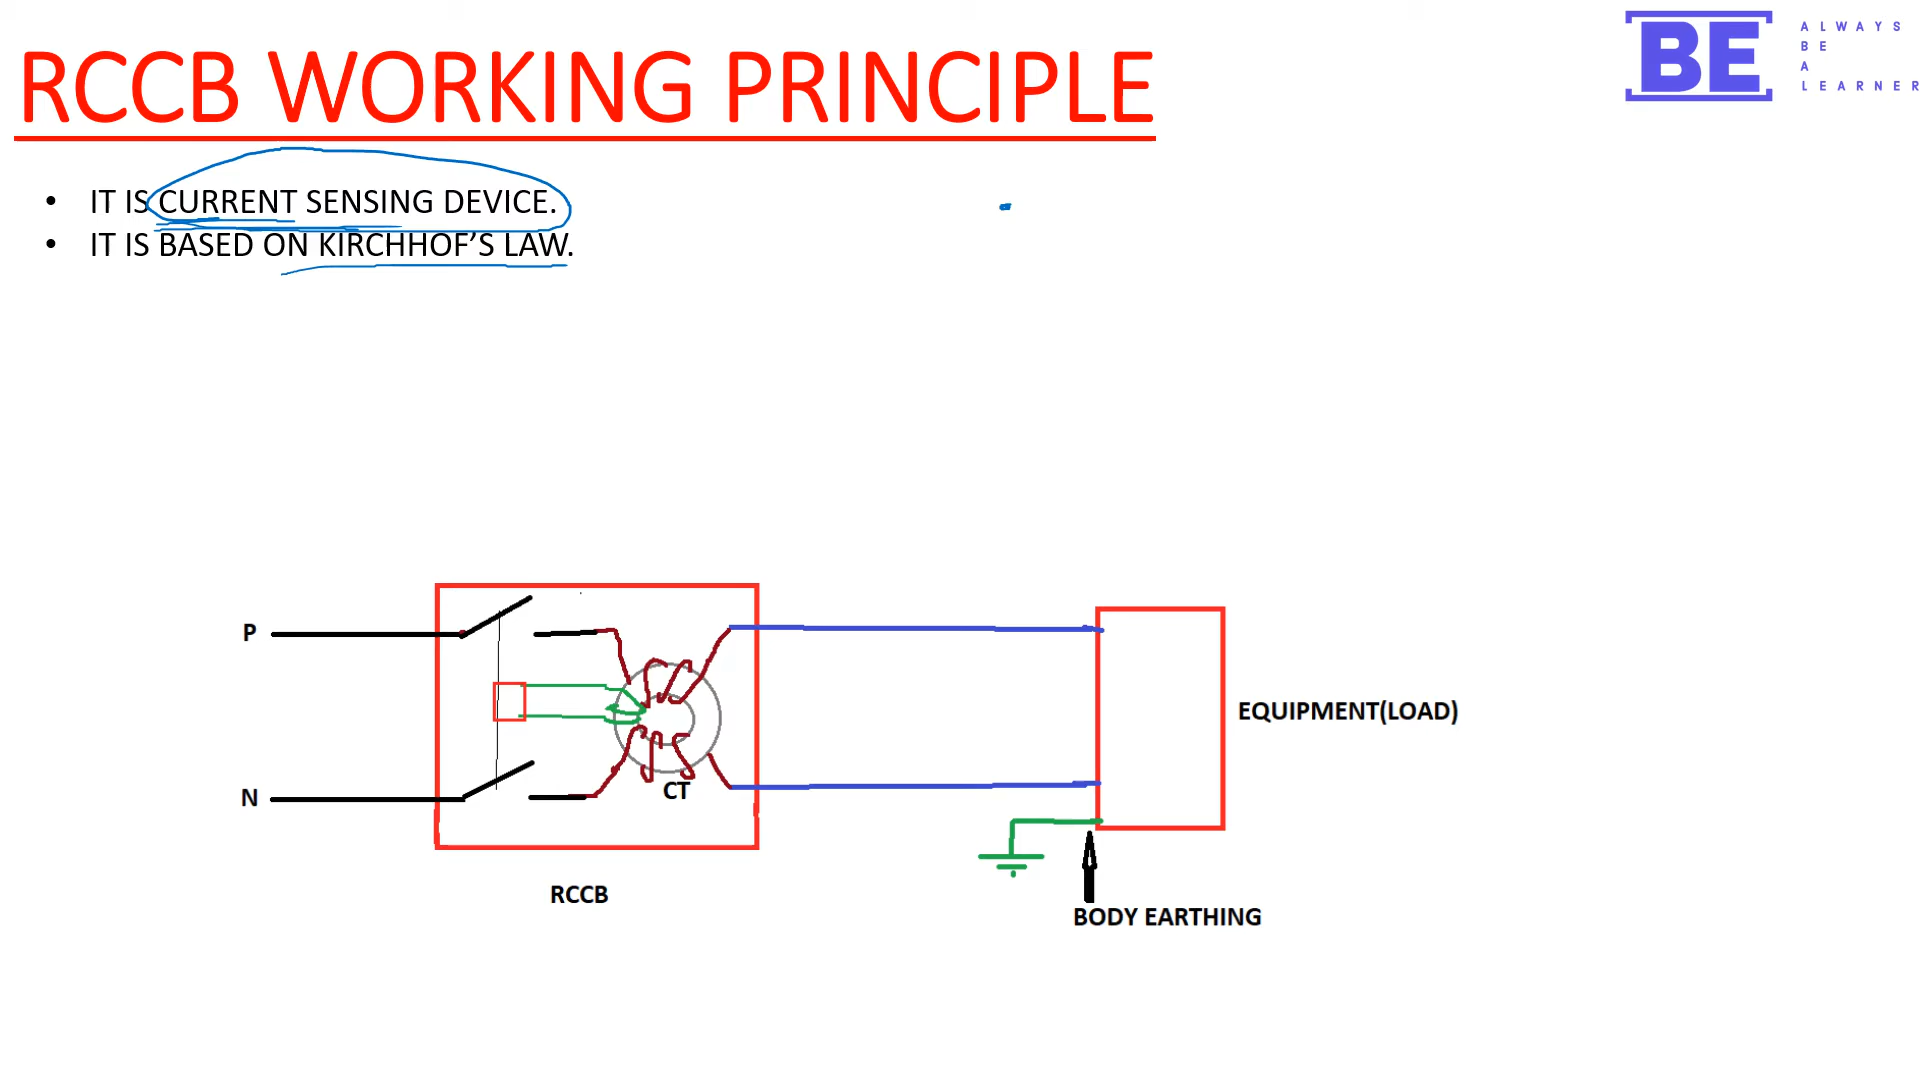 RCCB WORKING PRINCIPLE
BE
ALWAYS
BE
A
LEARNER
• IT IS CURRENT SENSING DEVICE.
• IT IS BASED ON KIRCHHOF’S LAW.
P
N
CT
EQUIPMENT(LOAD)
RCCB
BODY EARTHING